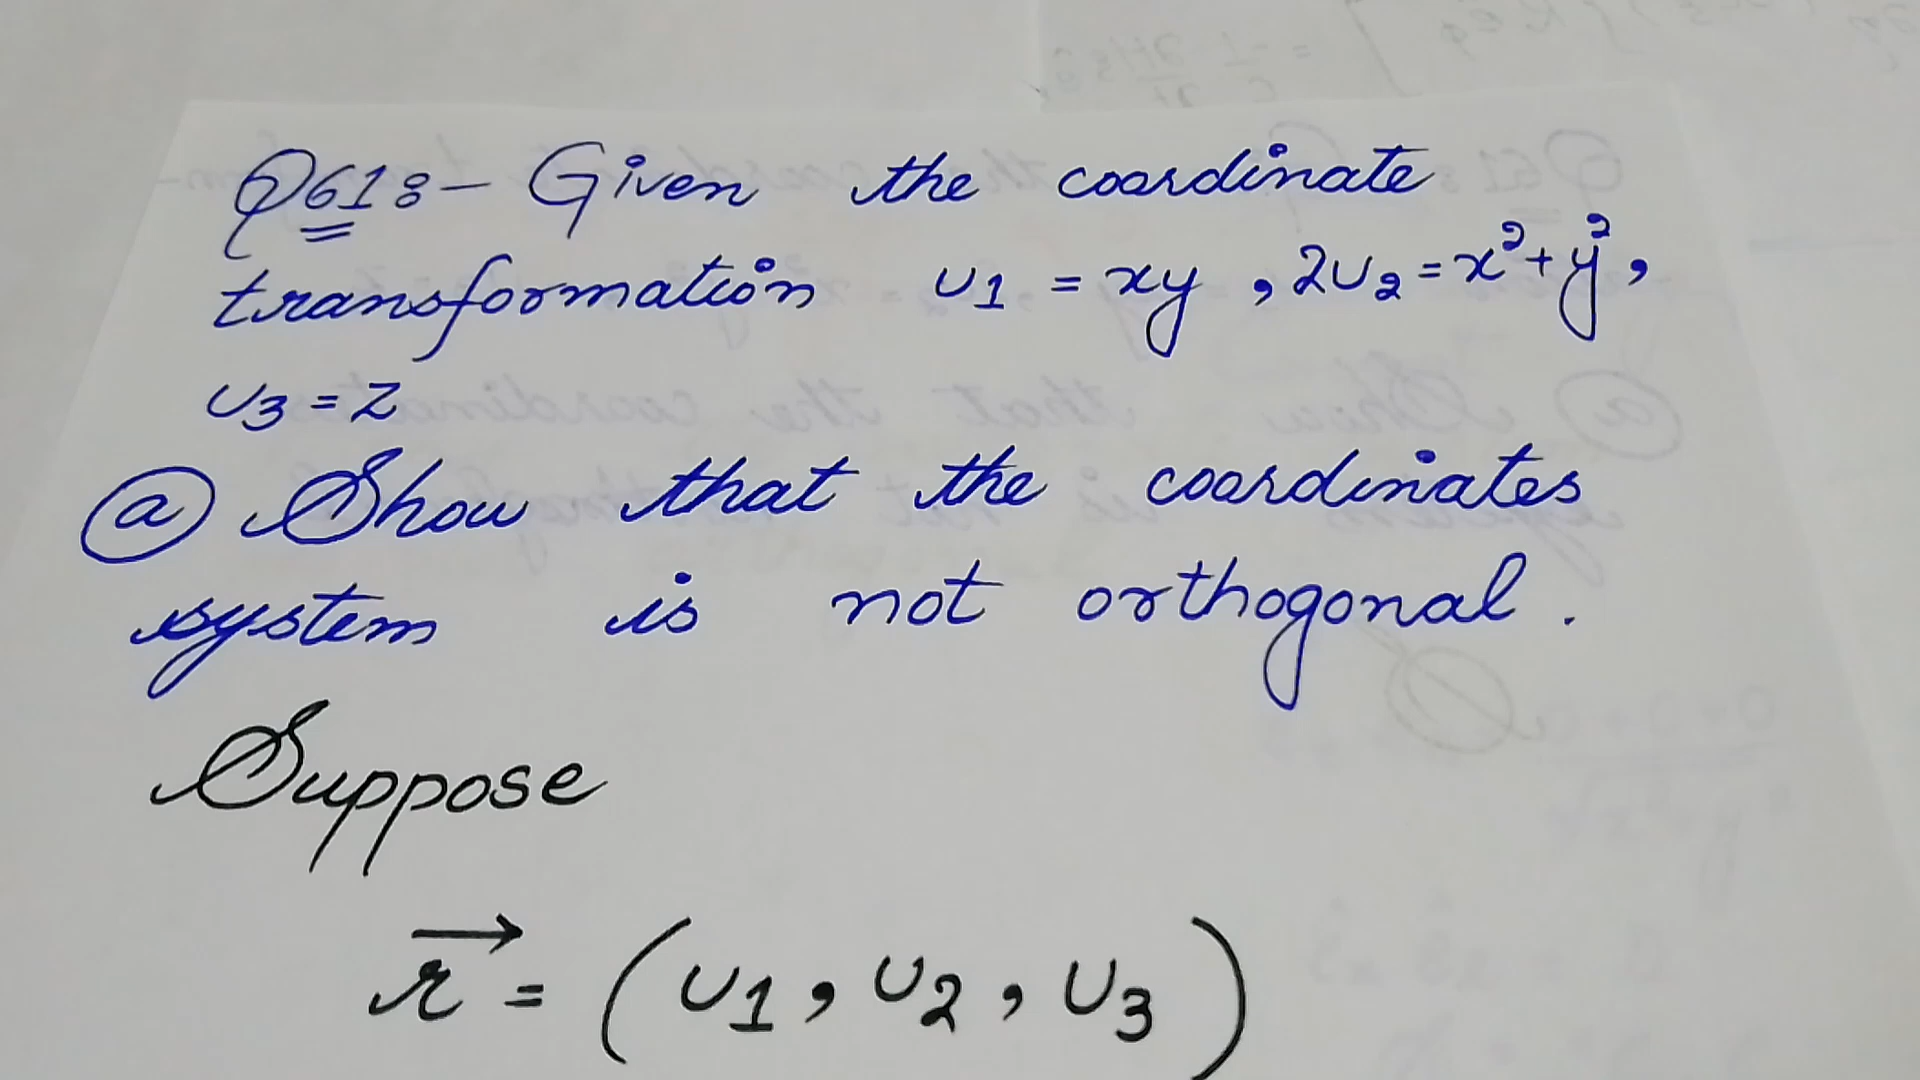 Q618- Given the coordinate
transformation u1 = xy , 2u2 = x²+y²,
u3 = z
(a) Show that the coordinates
system is not orthogonal.
Suppose
r⃗ = (u1, u2, u3)